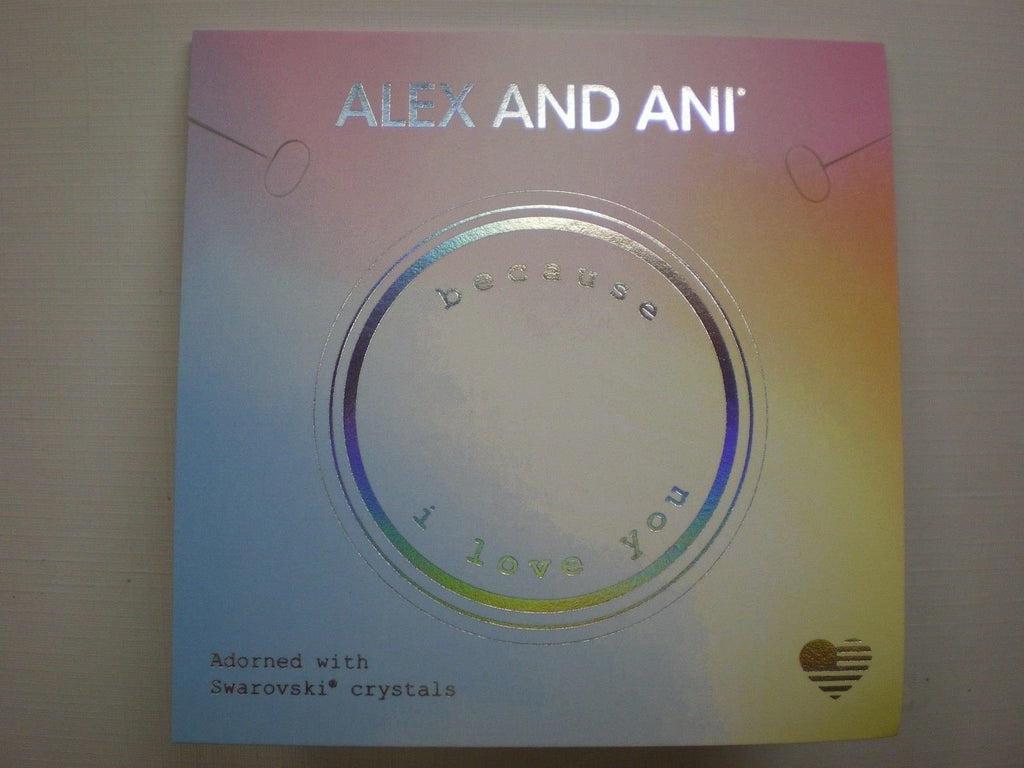 ALEX AND ANI®
because
i love you
Adorned with
Swarovski® crystals